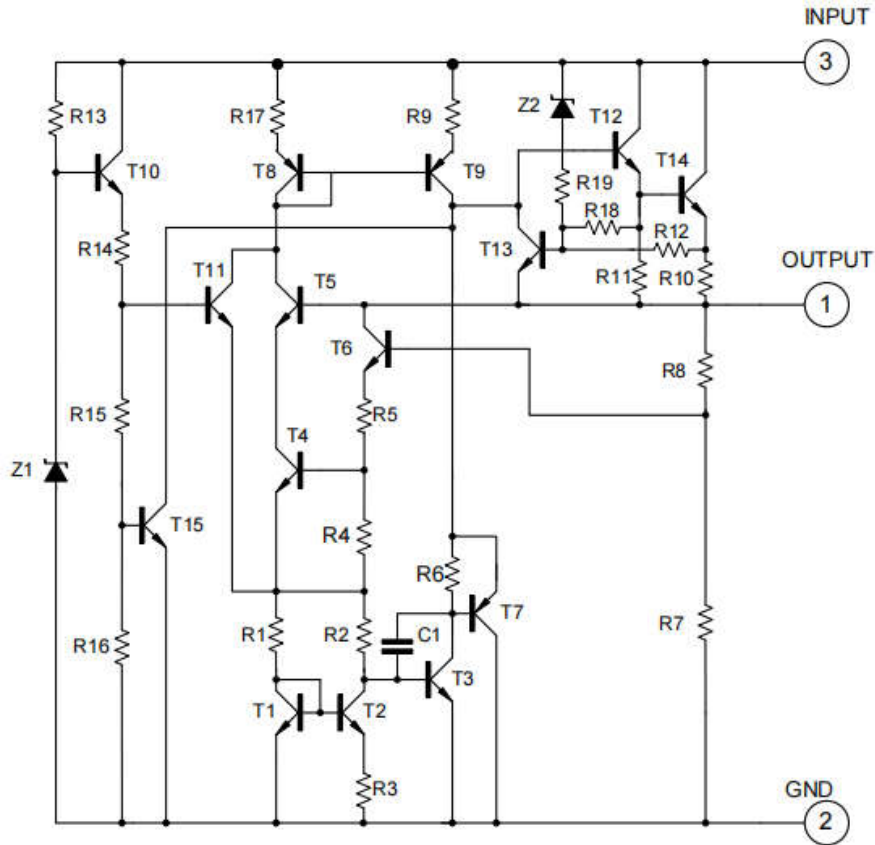 INPUT
3
R13
R17
R9
Z2
T12
T10
T8
T9
T14
R19
R18
R14
T13
R12
T11
T5
R11
R10
OUTPUT
1
T6
R8
R15
R5
T4
Z1
T15
R4
R6
T7
R16
R1
R2
C1
R7
T3
T1
T2
R3
GND
2